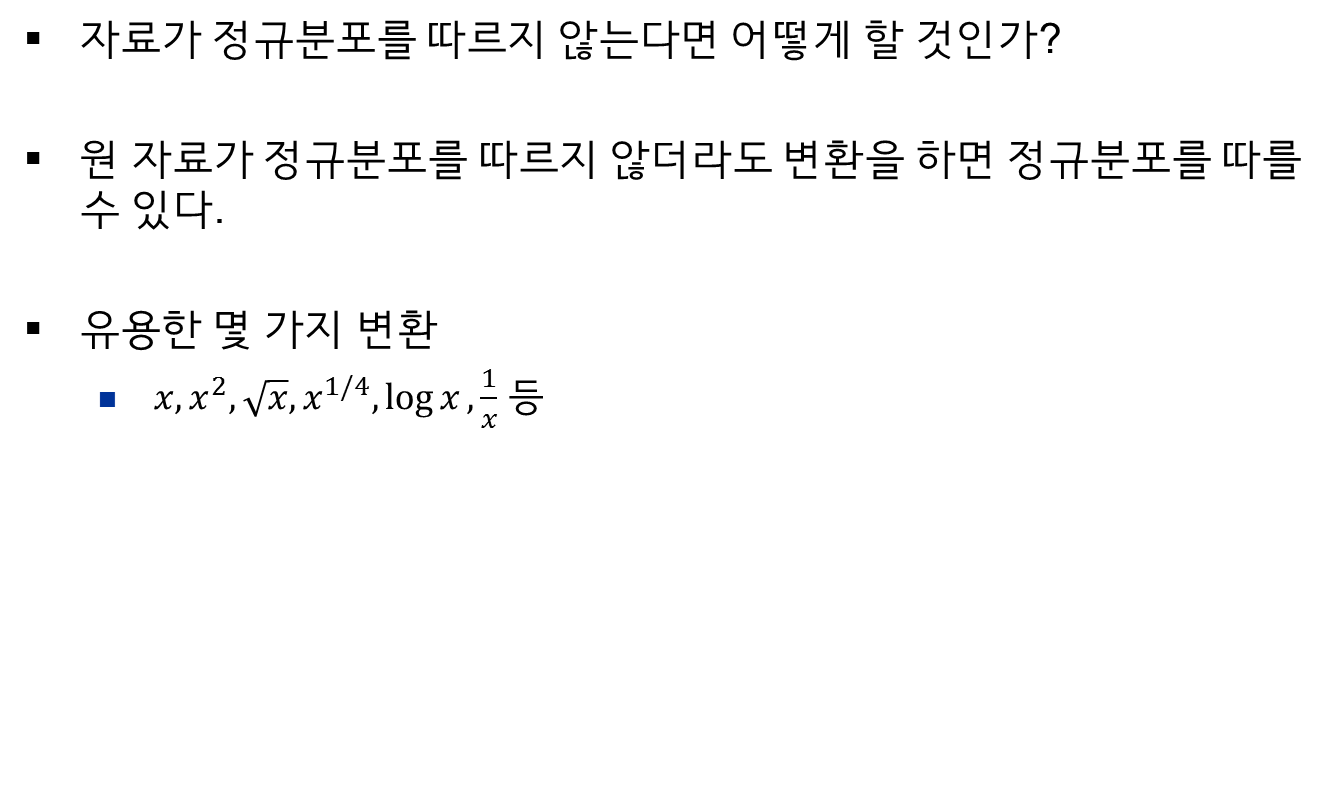 ▪ 자료가 정규분포를 따르지 않는다면 어떻게 할 것인가?
▪ 원 자료가 정규분포를 따르지 않더라도 변환을 하면 정규분포를 따를
수 있다.
▪ 유용한 몇 가지 변환
■ x, x², √x, x^{1/4}, log x, 1/x 등